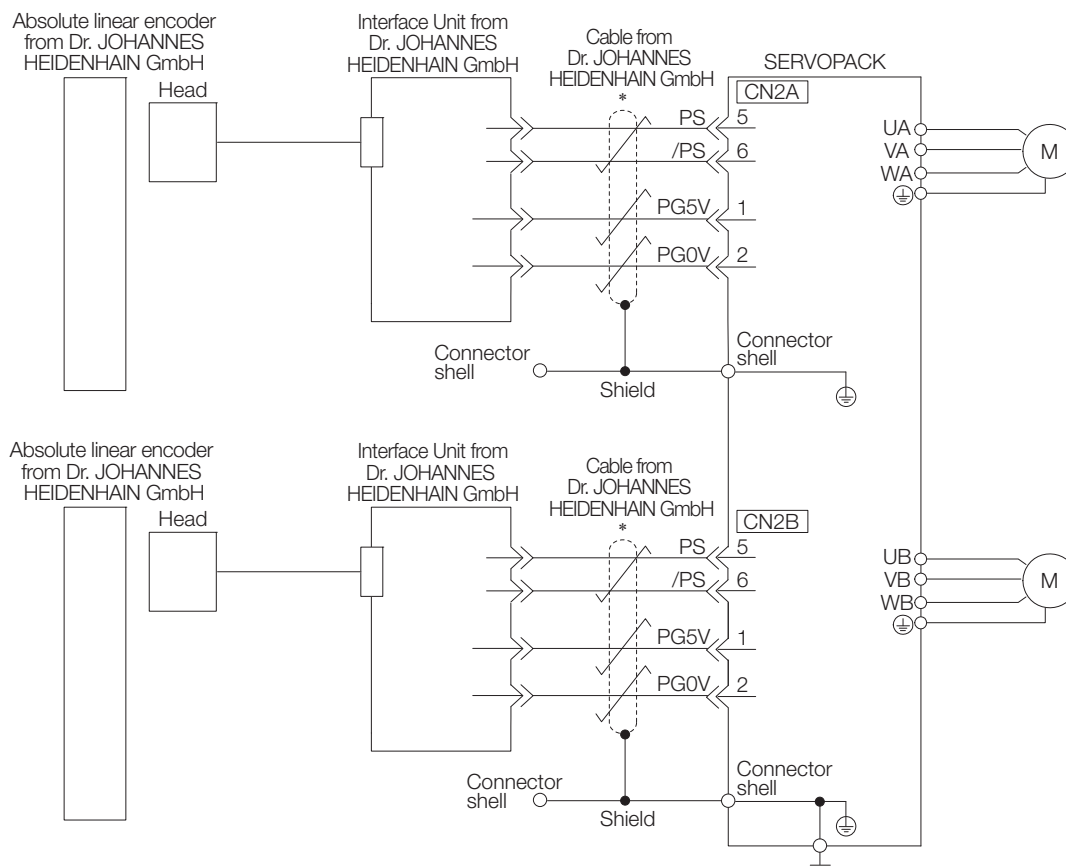 Absolute linear encoder
from Dr. JOHANNES
HEIDENHAIN GmbH
Head
Interface Unit from
Dr. JOHANNES
HEIDENHAIN GmbH
Cable from
Dr. JOHANNES
HEIDENHAIN GmbH
*
SERVOPACK
CN2A
PS 5
/PS 6
PG5V 1
PG0V 2
UA
VA
WA
M
Connector
shell
Shield
Connector
shell
Absolute linear encoder
from Dr. JOHANNES
HEIDENHAIN GmbH
Head
Interface Unit from
Dr. JOHANNES
HEIDENHAIN GmbH
Cable from
Dr. JOHANNES
HEIDENHAIN GmbH
*
CN2B
PS 5
/PS 6
PG5V 1
PG0V 2
UB
VB
WB
M
Connector
shell
Shield
Connector
shell